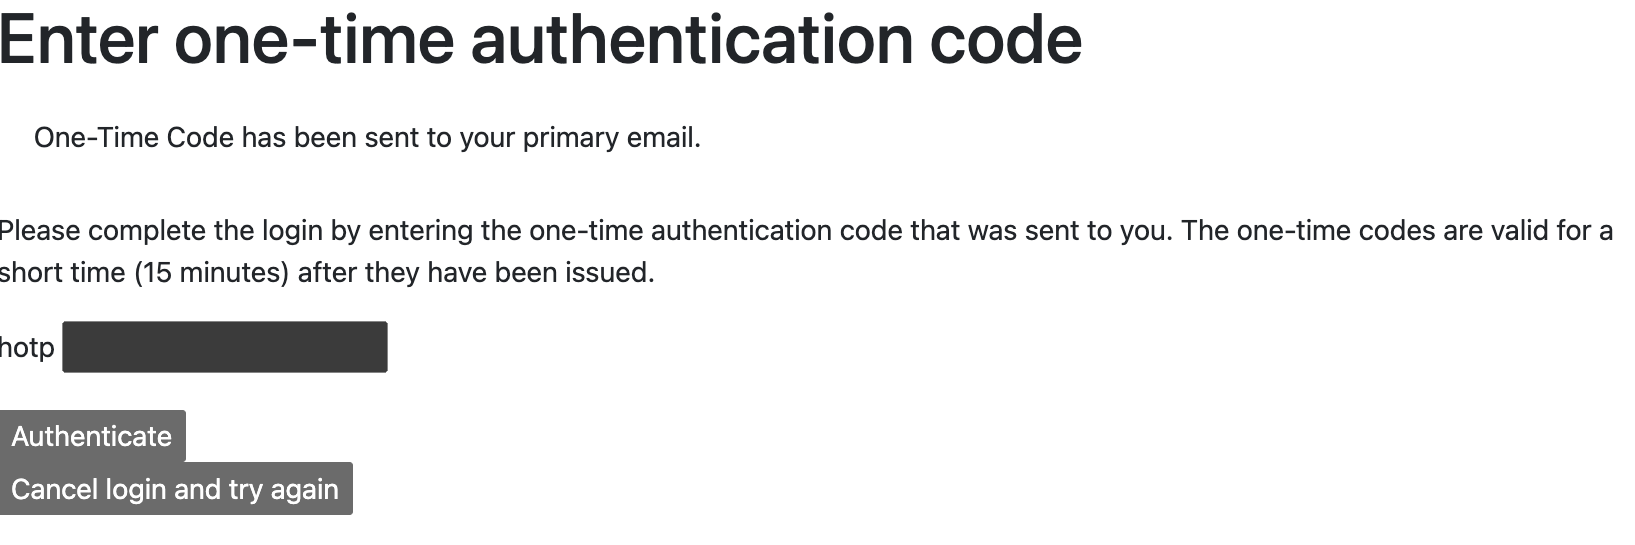 Enter one-time authentication code
One-Time Code has been sent to your primary email.
Please complete the login by entering the one-time authentication code that was sent to you. The one-time codes are valid for a
short time (15 minutes) after they have been issued.
hotp
Authenticate
Cancel login and try again